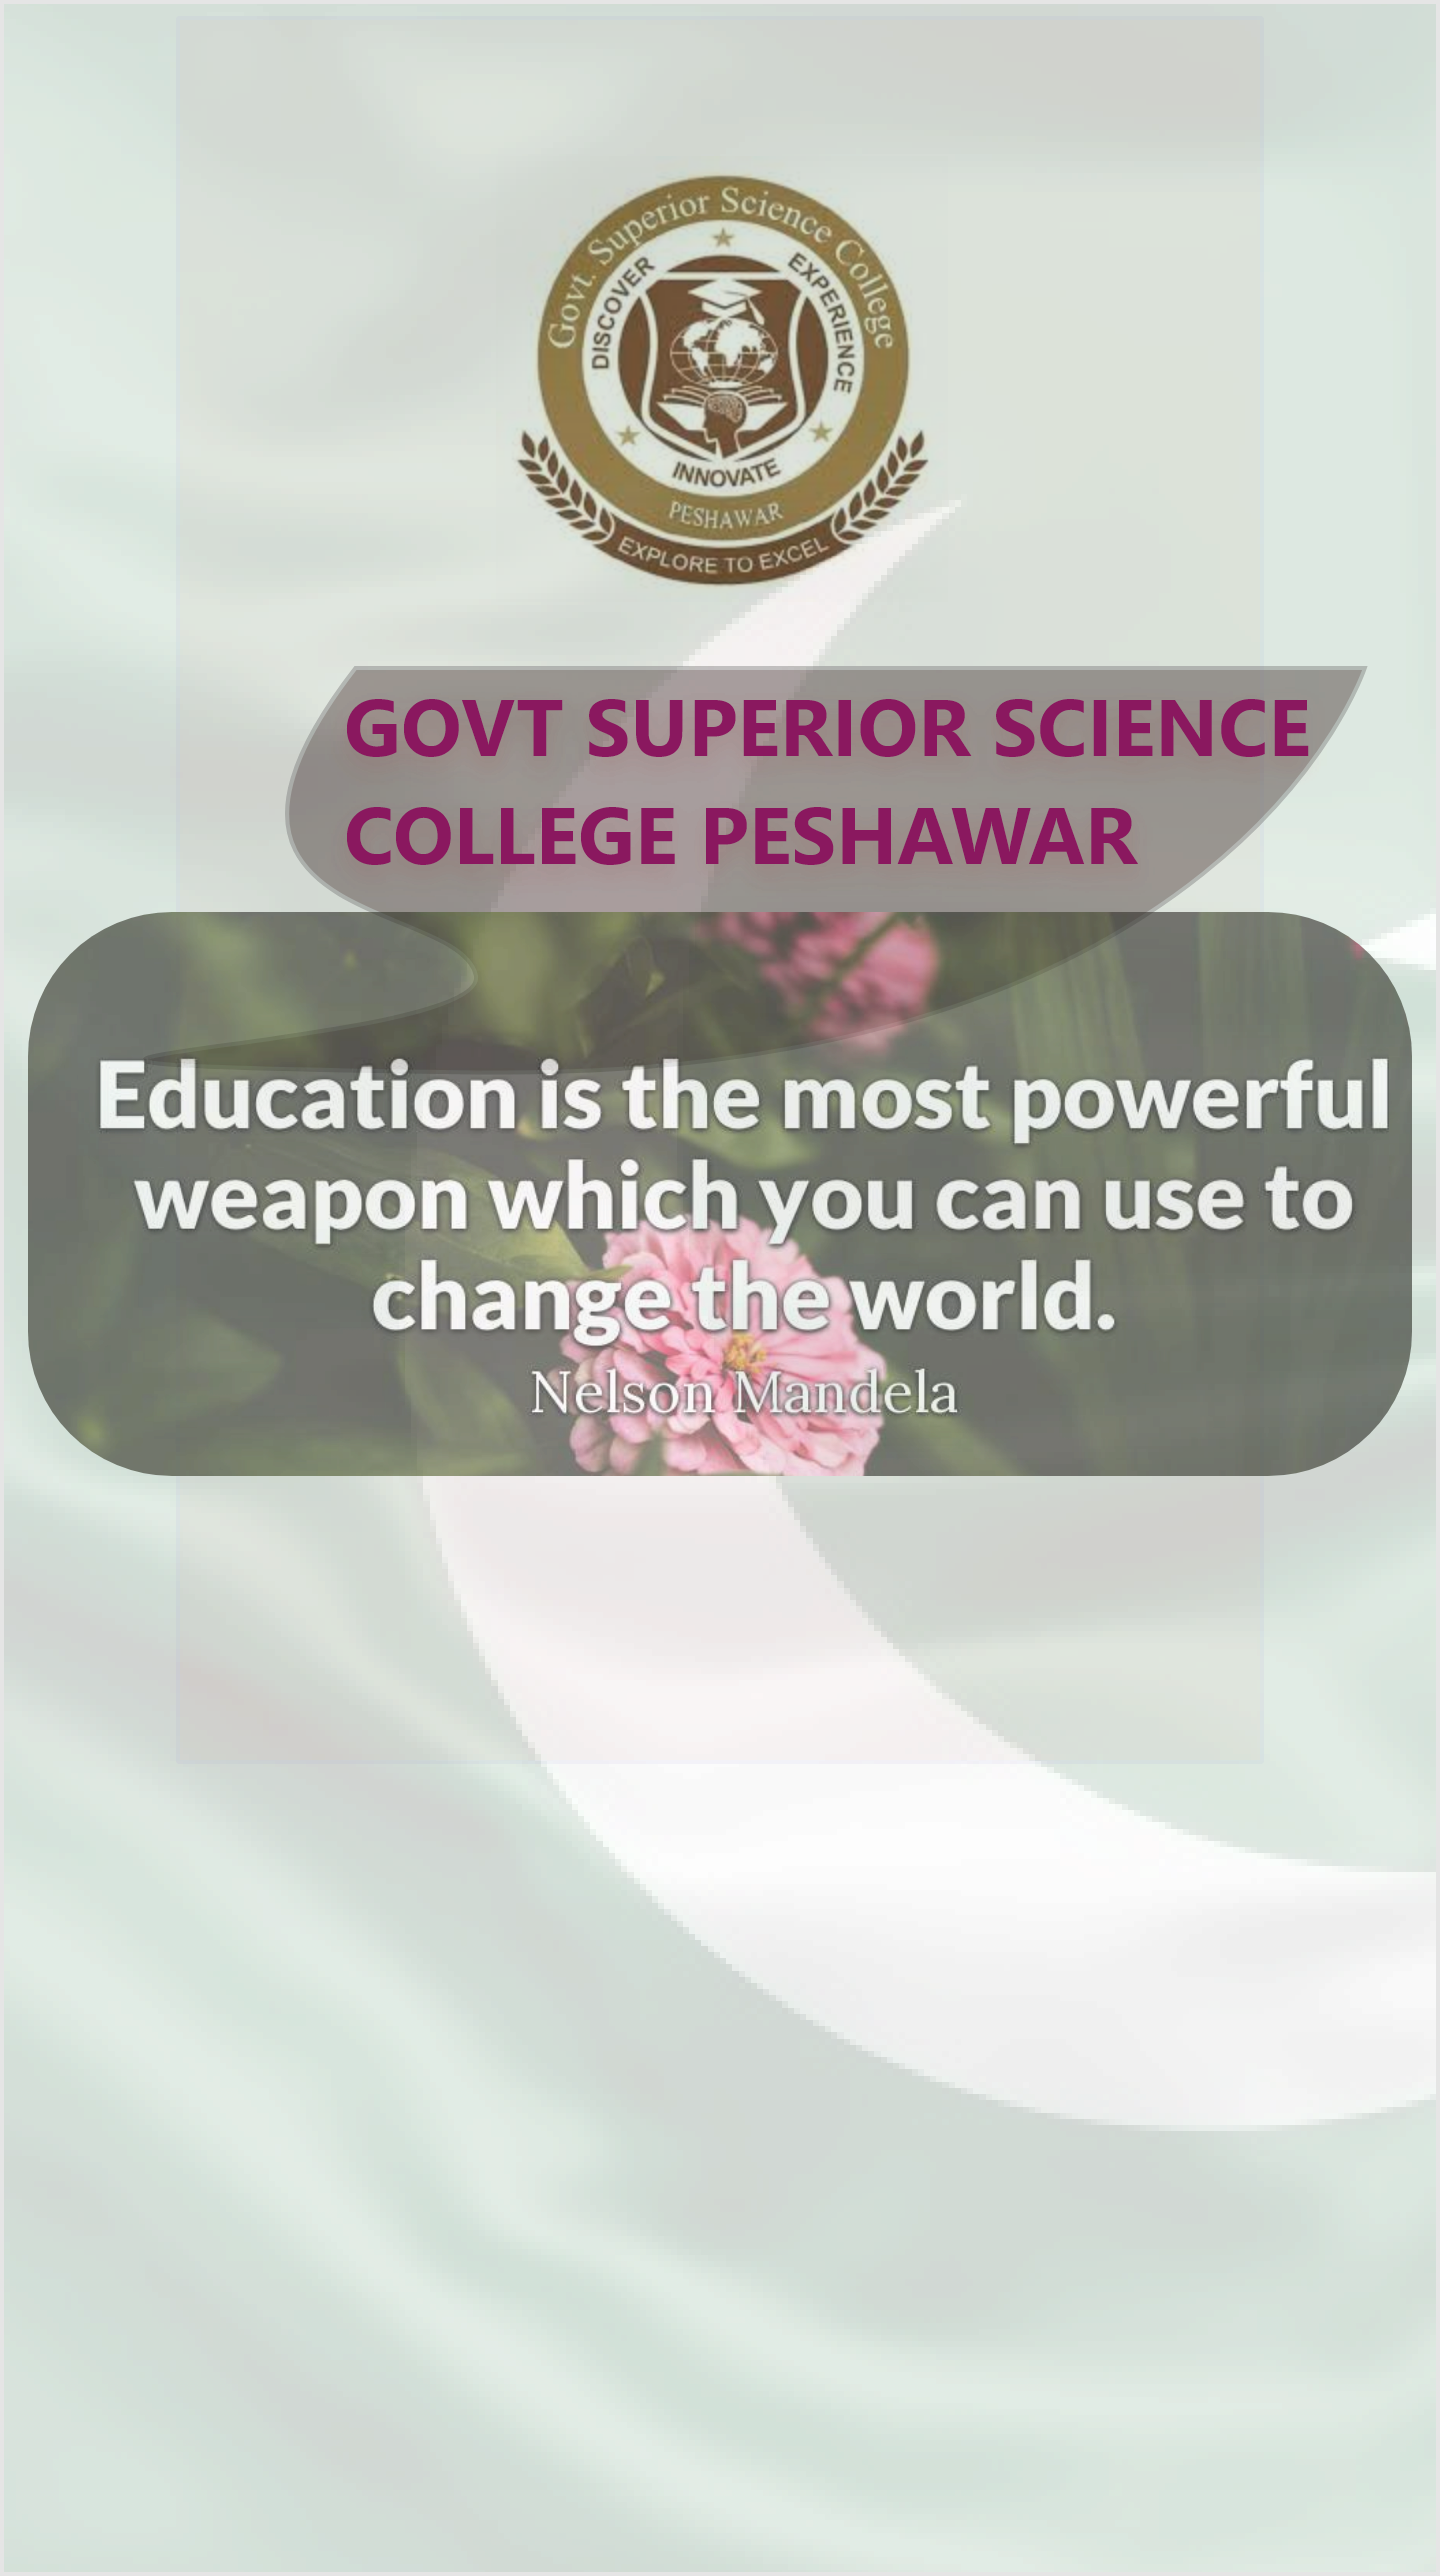 Govt. Superior Science College
DISCOVER
EXPERIENCE
INNOVATE
PESHAWAR
EXPLORE TO EXCEL
GOVT SUPERIOR SCIENCE
COLLEGE PESHAWAR
Education is the most powerful
weapon which you can use to
change the world.
Nelson Mandela